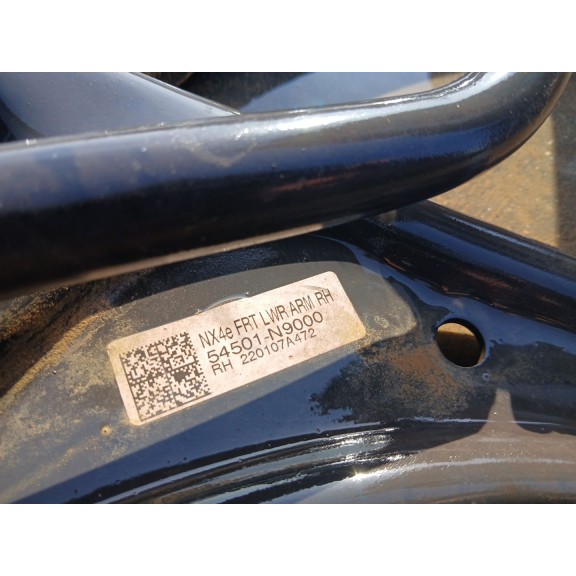 NX4e FRT LWR ARM RH
54501-N9000
RH 220107A472